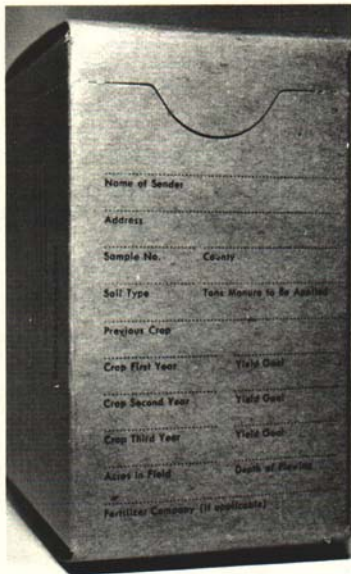 Name of Sender
Address
Sample No. County
Soil Type Tons Manure to Be Applied
Previous Crop
Crop First Year Yield Goal
Crop Second Year Yield Goal
Crop Third Year Yield Goal
Acres in Field Depth of Plowing
Fertilizer Company (if applicable)